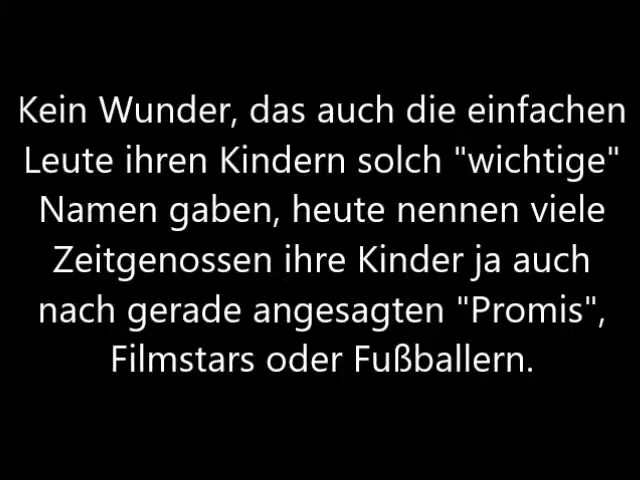 Kein Wunder, das auch die einfachen
Leute ihren Kindern solch "wichtige"
Namen gaben, heute nennen viele
Zeitgenossen ihre Kinder ja auch
nach gerade angesagten "Promis",
Filmstars oder Fußballern.